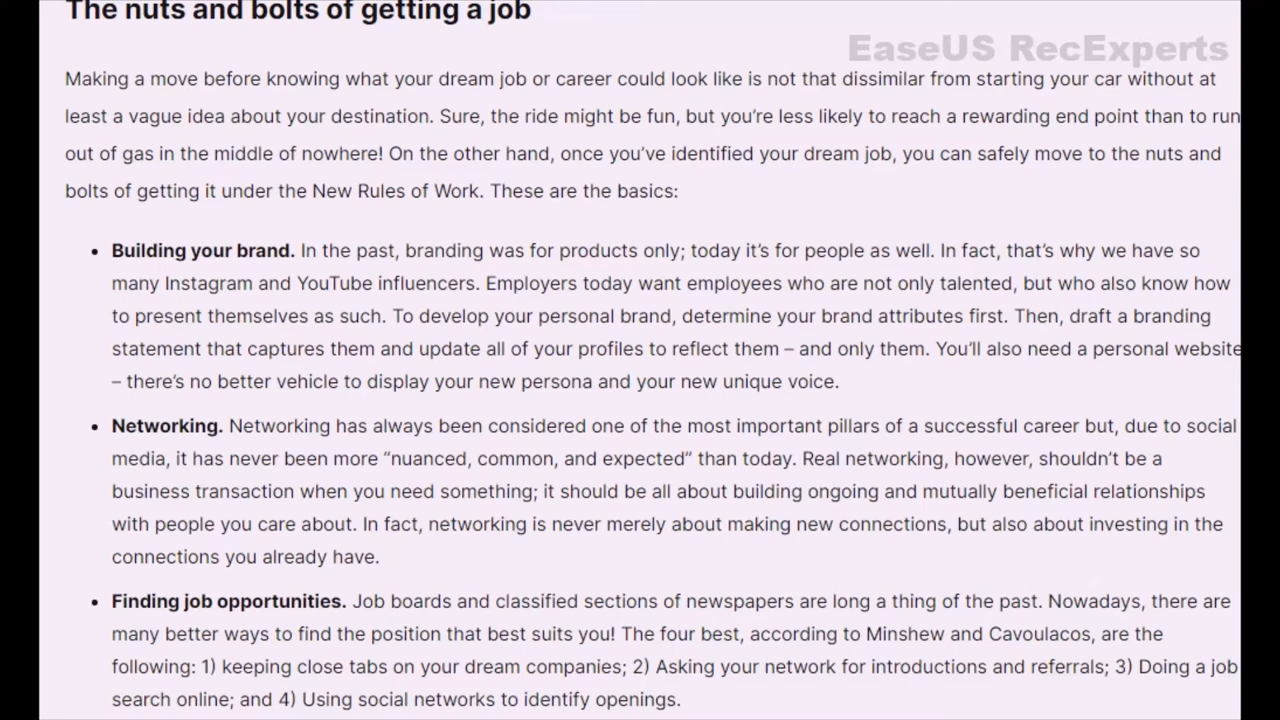 The nuts and bolts of getting a job
EaseUS RecExperts
Making a move before knowing what your dream job or career could look like is not that dissimilar from starting your car without at
least a vague idea about your destination. Sure, the ride might be fun, but you’re less likely to reach a rewarding end point than to run
out of gas in the middle of nowhere! On the other hand, once you’ve identified your dream job, you can safely move to the nuts and
bolts of getting it under the New Rules of Work. These are the basics:
• Building your brand. In the past, branding was for products only; today it’s for people as well. In fact, that’s why we have so
many Instagram and YouTube influencers. Employers today want employees who are not only talented, but who also know how
to present themselves as such. To develop your personal brand, determine your brand attributes first. Then, draft a branding
statement that captures them and update all of your profiles to reflect them – and only them. You’ll also need a personal website
– there’s no better vehicle to display your new persona and your new unique voice.
• Networking. Networking has always been considered one of the most important pillars of a successful career but, due to social
media, it has never been more “nuanced, common, and expected” than today. Real networking, however, shouldn’t be a
business transaction when you need something; it should be all about building ongoing and mutually beneficial relationships
with people you care about. In fact, networking is never merely about making new connections, but also about investing in the
connections you already have.
• Finding job opportunities. Job boards and classified sections of newspapers are long a thing of the past. Nowadays, there are
many better ways to find the position that best suits you! The four best, according to Minshew and Cavoulacos, are the
following: 1) keeping close tabs on your dream companies; 2) Asking your network for introductions and referrals; 3) Doing a job
search online; and 4) Using social networks to identify openings.